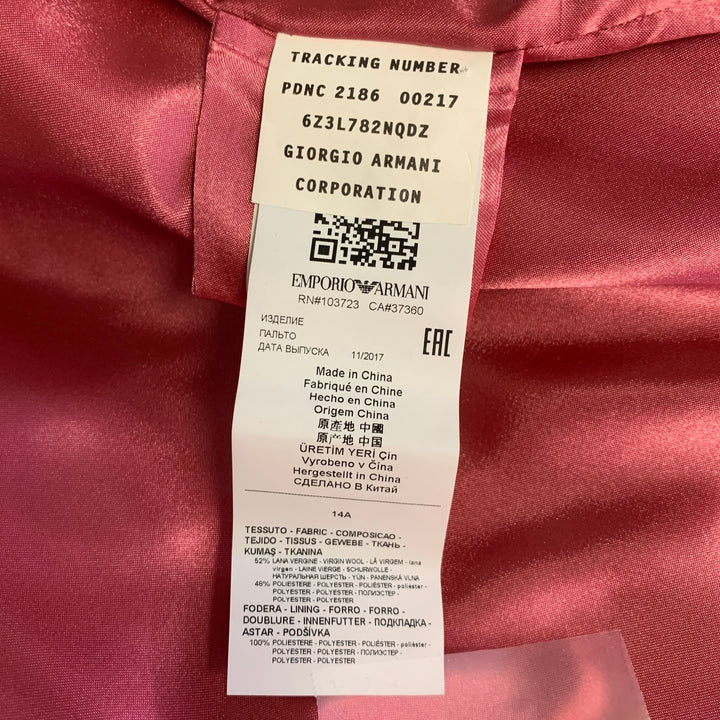 TRACKING NUMBER
PDNC 2186 00217
6Z3L782NQDZ
GIORGIO ARMANI
CORPORATION
EMPORIO ARMANI
RN#103723 CA#37360
ИЗДЕЛИЕ
ПАЛЬТО
ДАТА ВЫПУСКА 11/2017
EAC
Made in China
Fabriqué en Chine
Hecho en China
Origem China
原產地 中國
原产地 中国
ÜRETİM YERİ Çin
Vyrobeno v Čína
Hergestellt in China
СДЕЛАНО В Китай
14A
TESSUTO - FABRIC - COMPOSICAO -
TEJIDO - TISSUS - GEWEBE - ТКАНЬ -
KUMAŞ - TKANINA
52% LANA VERGINE - VIRGIN WOOL - LÃ VIRGEM - lana
virgen - LAINE VIERGE - SCHURWOLLE -
НАТУРАЛЬНАЯ ШЕРСТЬ - YÜN - PANENSKÁ VLNA
48% POLIESTERE - POLYESTER - POLIÉSTER - poliéster -
POLYESTER - POLYESTER - ПОЛИЭСТЕР -
POLYESTER - POLYESTER
FODERA - LINING - FORRO - FORRO -
DOUBLURE - INNENFUTTER - ПОДКЛАДКА -
ASTAR - PODŠÍVKA
100% POLIESTERE - POLYESTER - POLIÉSTER - poliéster -
POLYESTER - POLYESTER - ПОЛИЭСТЕР -
POLYESTER - POLYESTER